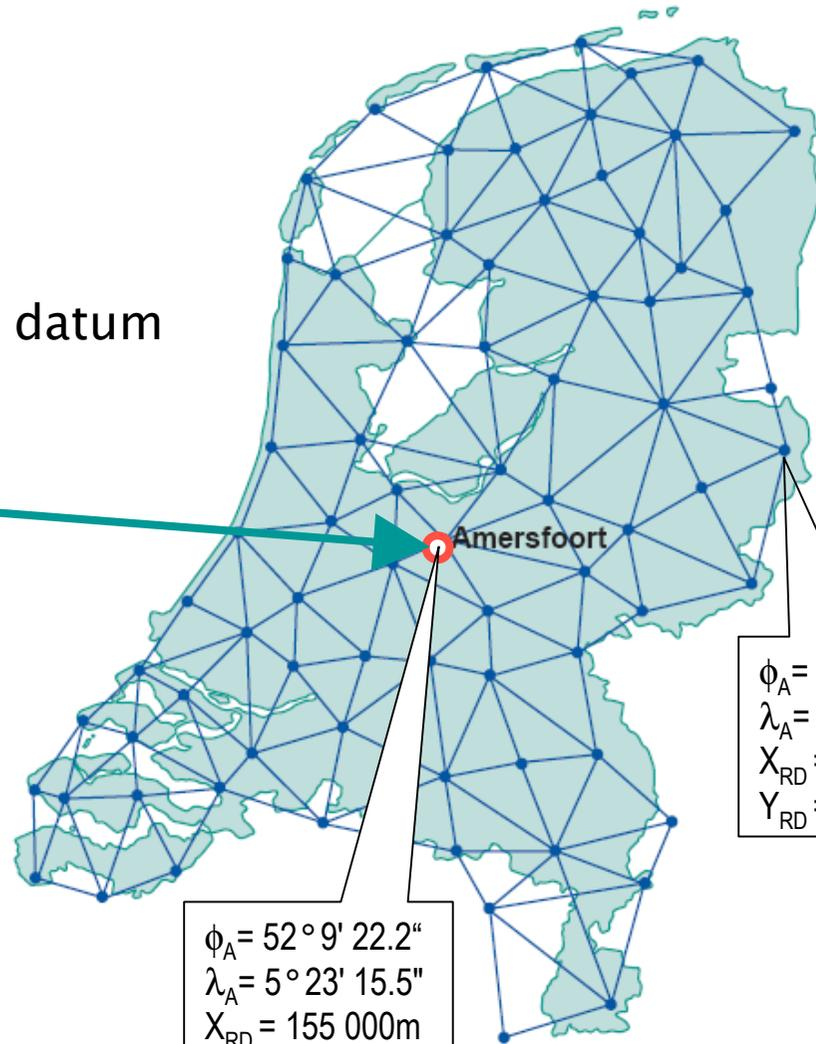 datum
Amersfoort
ϕA=
λA=
XRD =
YRD =
ϕA= 52° 9' 22.2“
λA= 5° 23' 15.5"
XRD = 155 000m